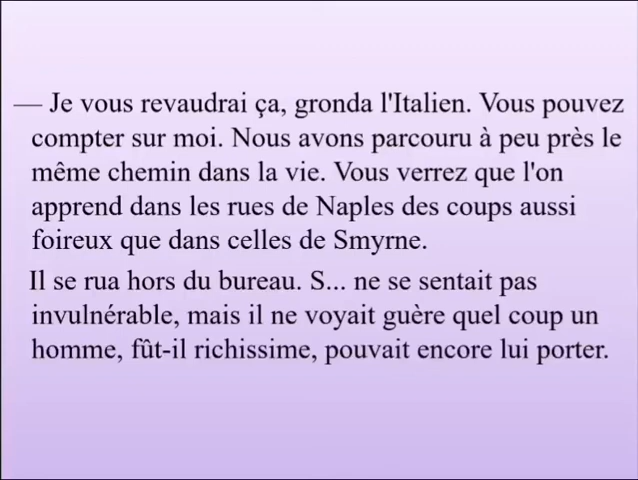 — Je vous revaudrai ça, gronda l'Italien. Vous pouvez
compter sur moi. Nous avons parcouru à peu près le
même chemin dans la vie. Vous verrez que l'on
apprend dans les rues de Naples des coups aussi
foireux que dans celles de Smyrne.
Il se rua hors du bureau. S... ne se sentait pas
invulnérable, mais il ne voyait guère quel coup un
homme, fût-il richissime, pouvait encore lui porter.